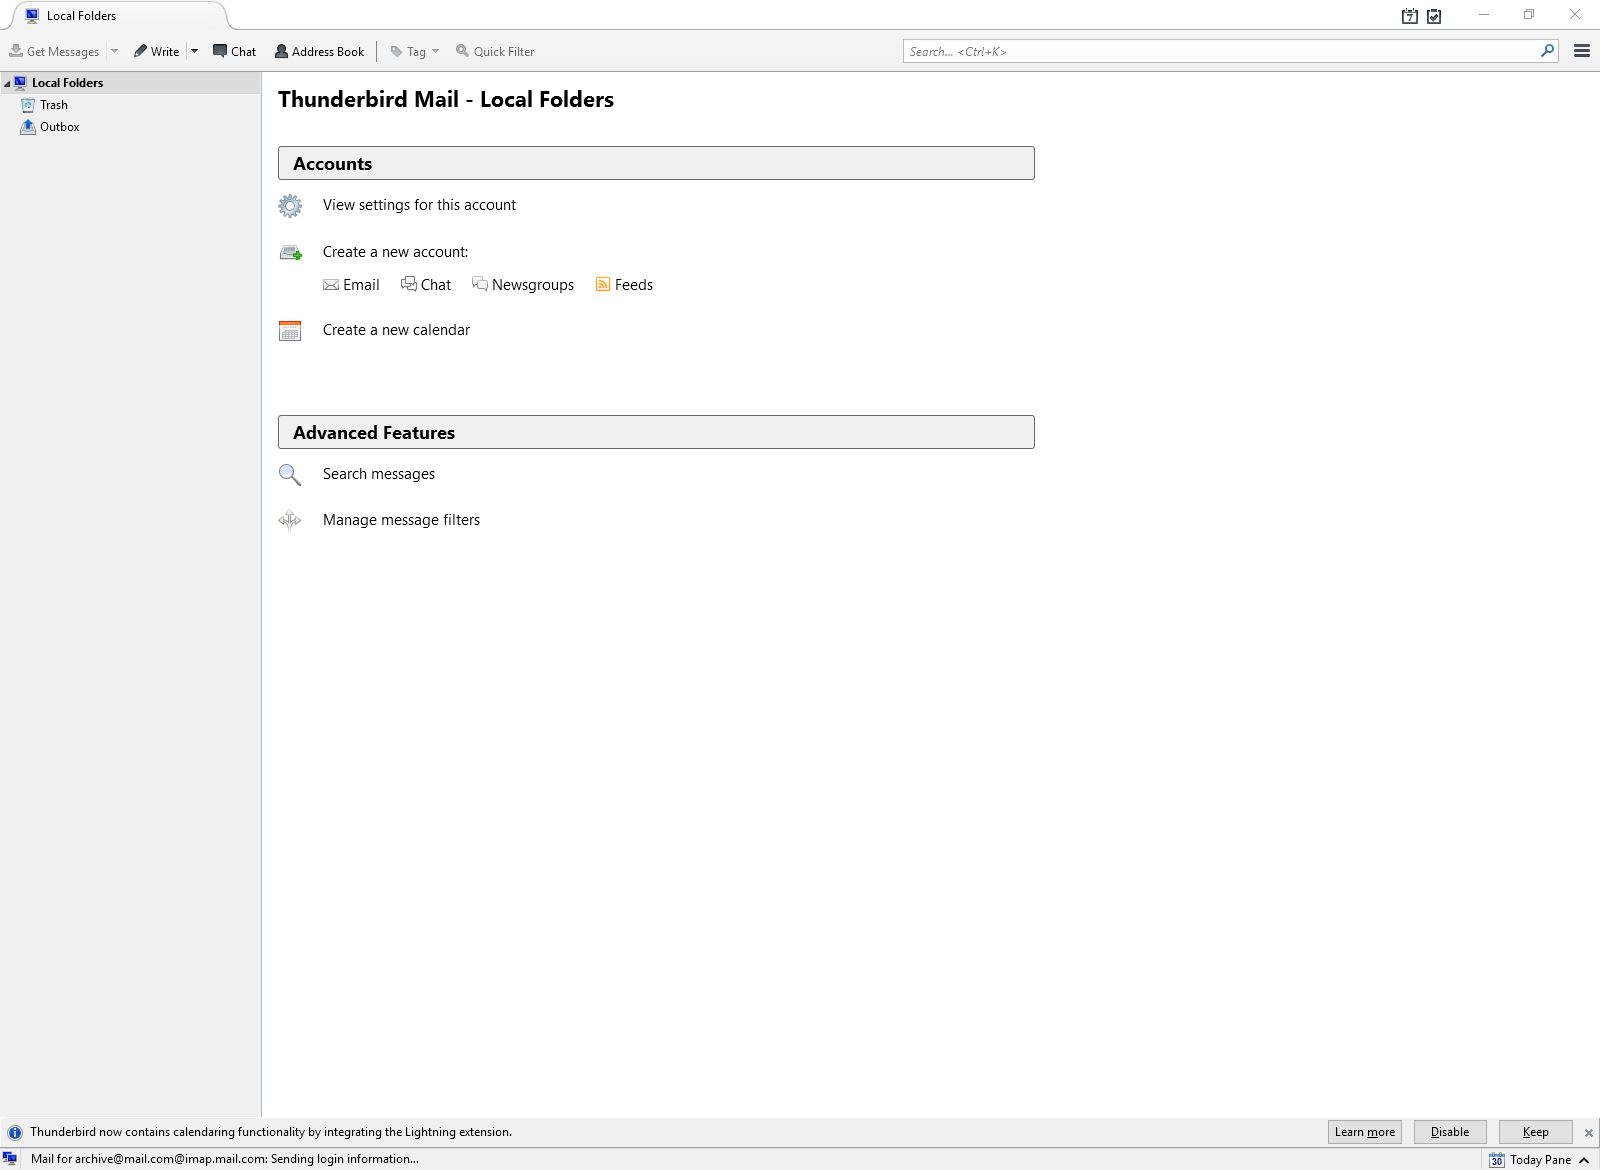 Local Folders
7
Get Messages Write Chat Address Book Tag Quick Filter Search... <Ctrl+K>
Local Folders
Trash
Outbox
Thunderbird Mail - Local Folders
Accounts
View settings for this account
Create a new account:
Email Chat Newsgroups Feeds
Create a new calendar
Advanced Features
Search messages
Manage message filters
Thunderbird now contains calendaring functionality by integrating the Lightning extension. Learn more Disable Keep
Mail for archive@mail.com@imap.mail.com: Sending login information... 30 Today Pane